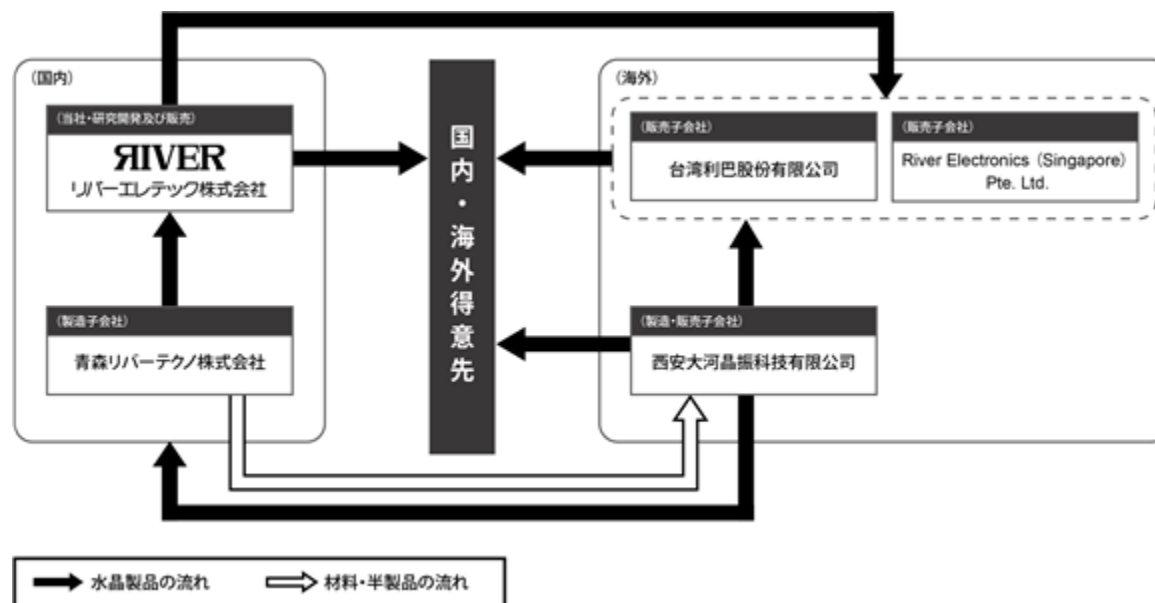 (国内)
(当社・研究開発及び販売)
RIVER
リバーエレテック株式会社
(製造子会社)
青森リバーテクノ株式会社
国内・海外得意先
(海外)
(販売子会社)
台湾利巴股份有限公司
(販売子会社)
River Electronics (Singapore)
Pte. Ltd.
(製造・販売子会社)
西安大河晶振科技有限公司
水晶製品の流れ
材料・半製品の流れ